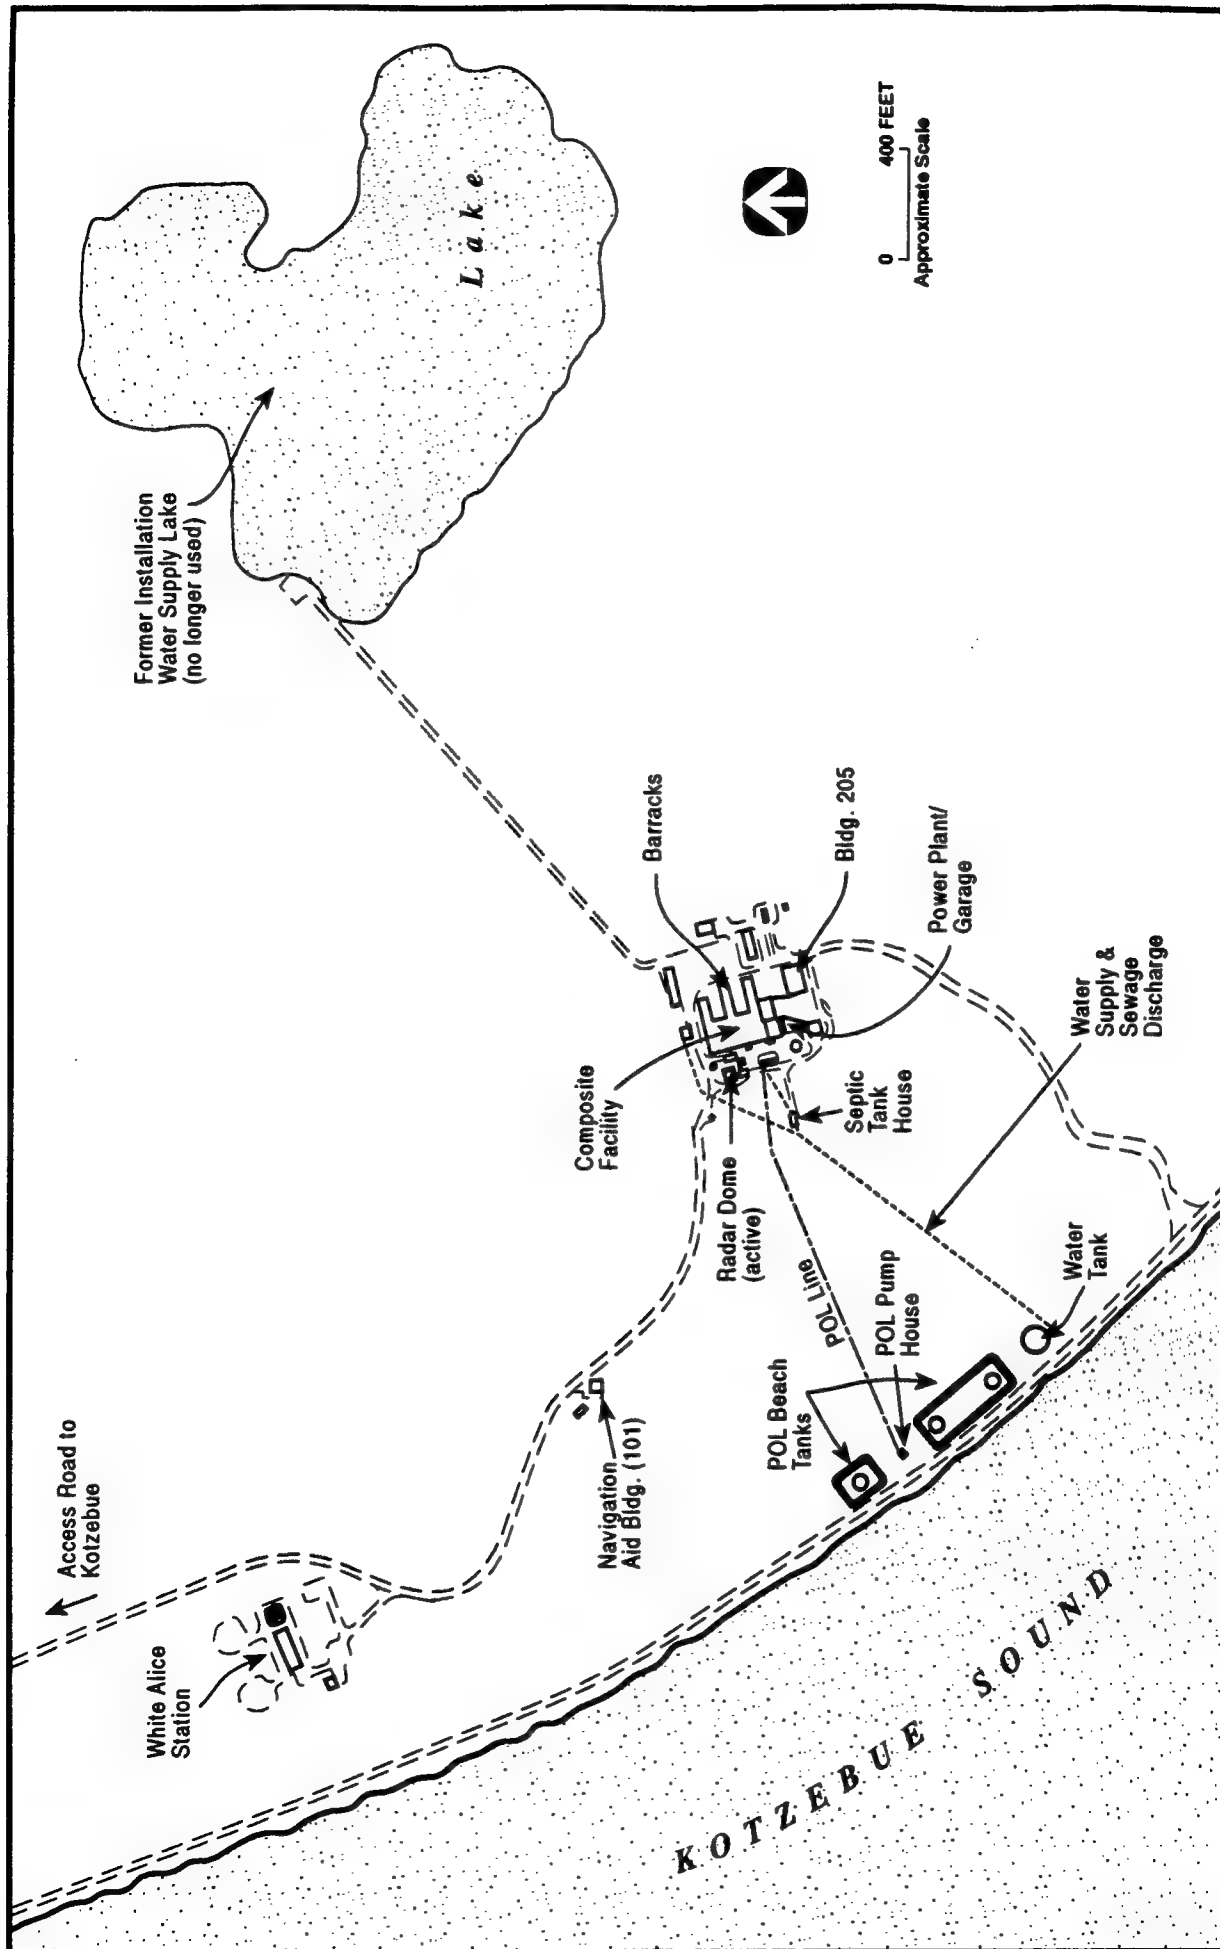 Former Installation
Water Supply Lake
(no longer used)
Lake
0 400 FEET
Approximate Scale
Access Road to
Kotzebue
White Alice
Station
Navigation
Aid Bldg. (101)
Composite
Facility
Barracks
Bldg. 205
Power Plant/
Garage
Water
Supply &
Sewage
Discharge
Radar Dome
(active)
Septic
Tank
House
POL Line
POL Pump
House
POL Beach
Tanks
Water
Tank
KOTZEBUE SOUND